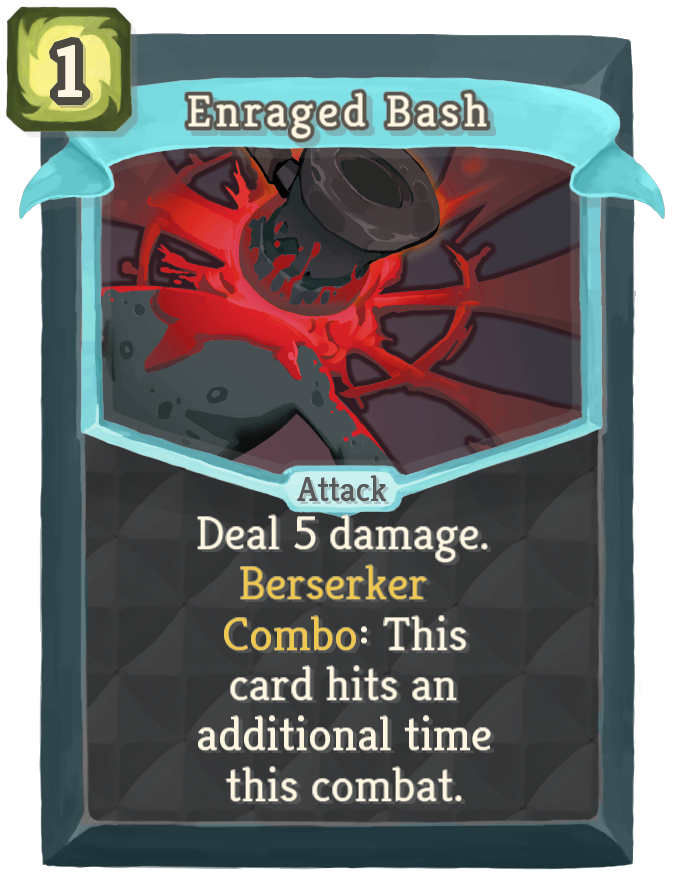 1
Enraged Bash
Attack
Deal 5 damage.
Berserker
Combo: This
card hits an
additional time
this combat.